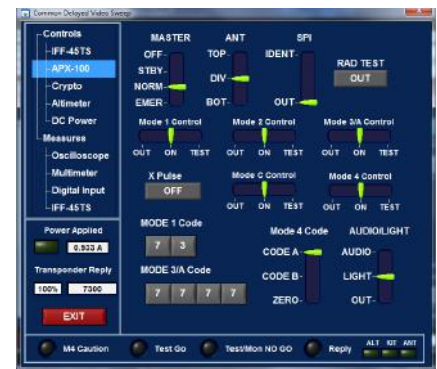 Common Delayed Video Sweep
Controls
IFF-45TS
APX-100
Crypto
Altimeter
DC Power
Measures
Oscilloscope
Multimeter
Digital Input
IFF-45TS
Power Applied
0.933 A
Transponder Reply
100% 7300
EXIT
MASTER ANT SPI
OFF- TOP- IDENT-
STBY-
NORM- DIV-
EMER- BOT- OUT-
RAD TEST
OUT
Mode 1 Control Mode 2 Control Mode 3/A Control
OUT ON TEST OUT ON TEST OUT ON TEST
X Pulse Mode C Control Mode 4 Control
OFF
OUT ON TEST OUT ON TEST
MODE 1 Code
7 3
MODE 3/A Code
7 7 7 7
Mode 4 Code AUDIO/LIGHT
CODE A- AUDIO-
CODE B- LIGHT-
ZERO- OUT-
M4 Caution Test Go Test/Mon NO GO Reply ALT KIT ANT